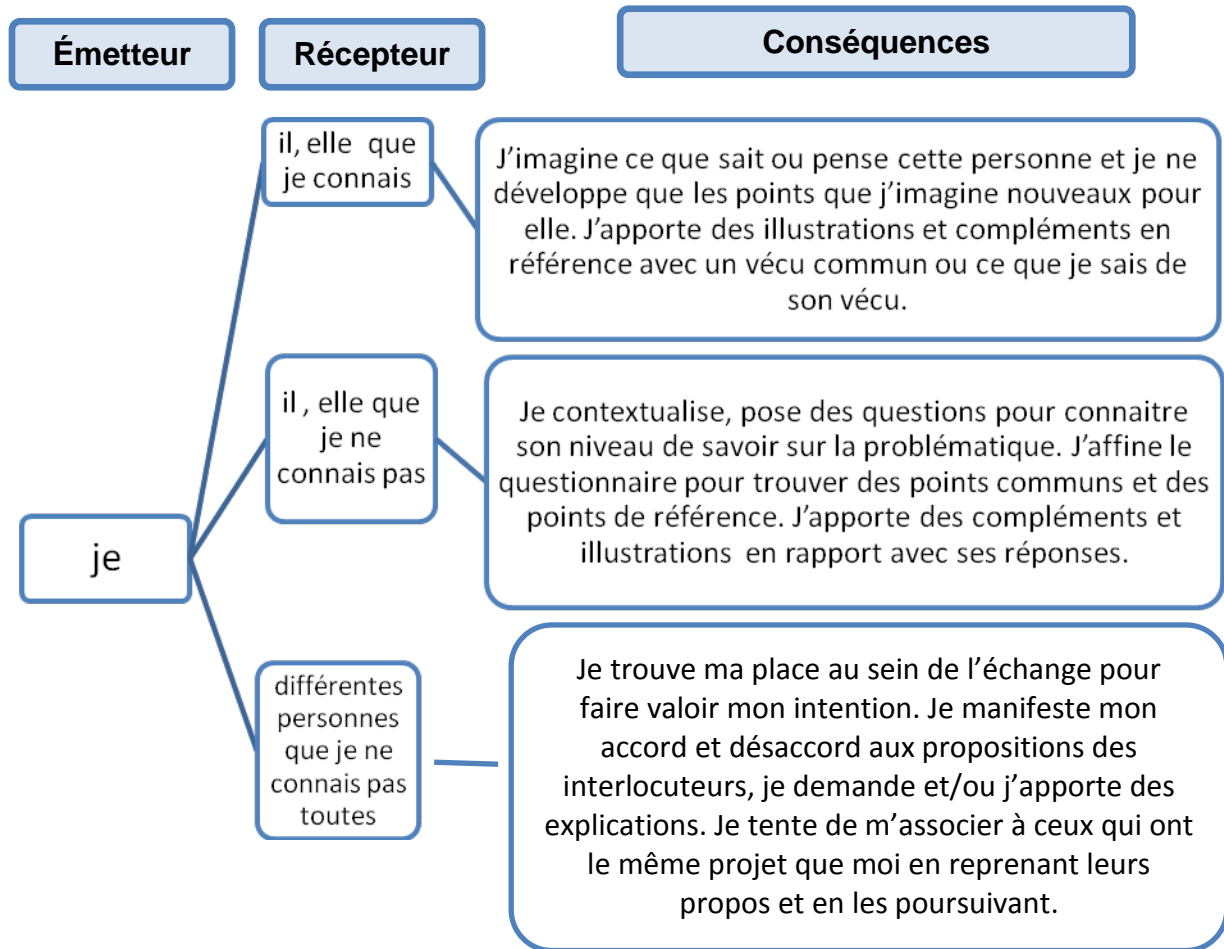 Émetteur
Récepteur
Conséquences
il, elle que
je connais
J’imagine ce que sait ou pense cette personne et je ne
développe que les points que j’imagine nouveaux pour
elle. J’apporte des illustrations et compléments en
référence avec un vécu commun ou ce que je sais de
son vécu.
il , elle que
je ne
connais pas
Je contextualise, pose des questions pour connaitre
son niveau de savoir sur la problématique. J’affine le
questionnaire pour trouver des points communs et des
points de référence. J’apporte des compléments et
illustrations en rapport avec ses réponses.
je
différentes
personnes
que je ne
connais pas
toutes
Je trouve ma place au sein de l’échange pour
faire valoir mon intention. Je manifeste mon
accord et désaccord aux propositions des
interlocuteurs, je demande et/ou j’apporte des
explications. Je tente de m’associer à ceux qui ont
le même projet que moi en reprenant leurs
propos et en les poursuivant.